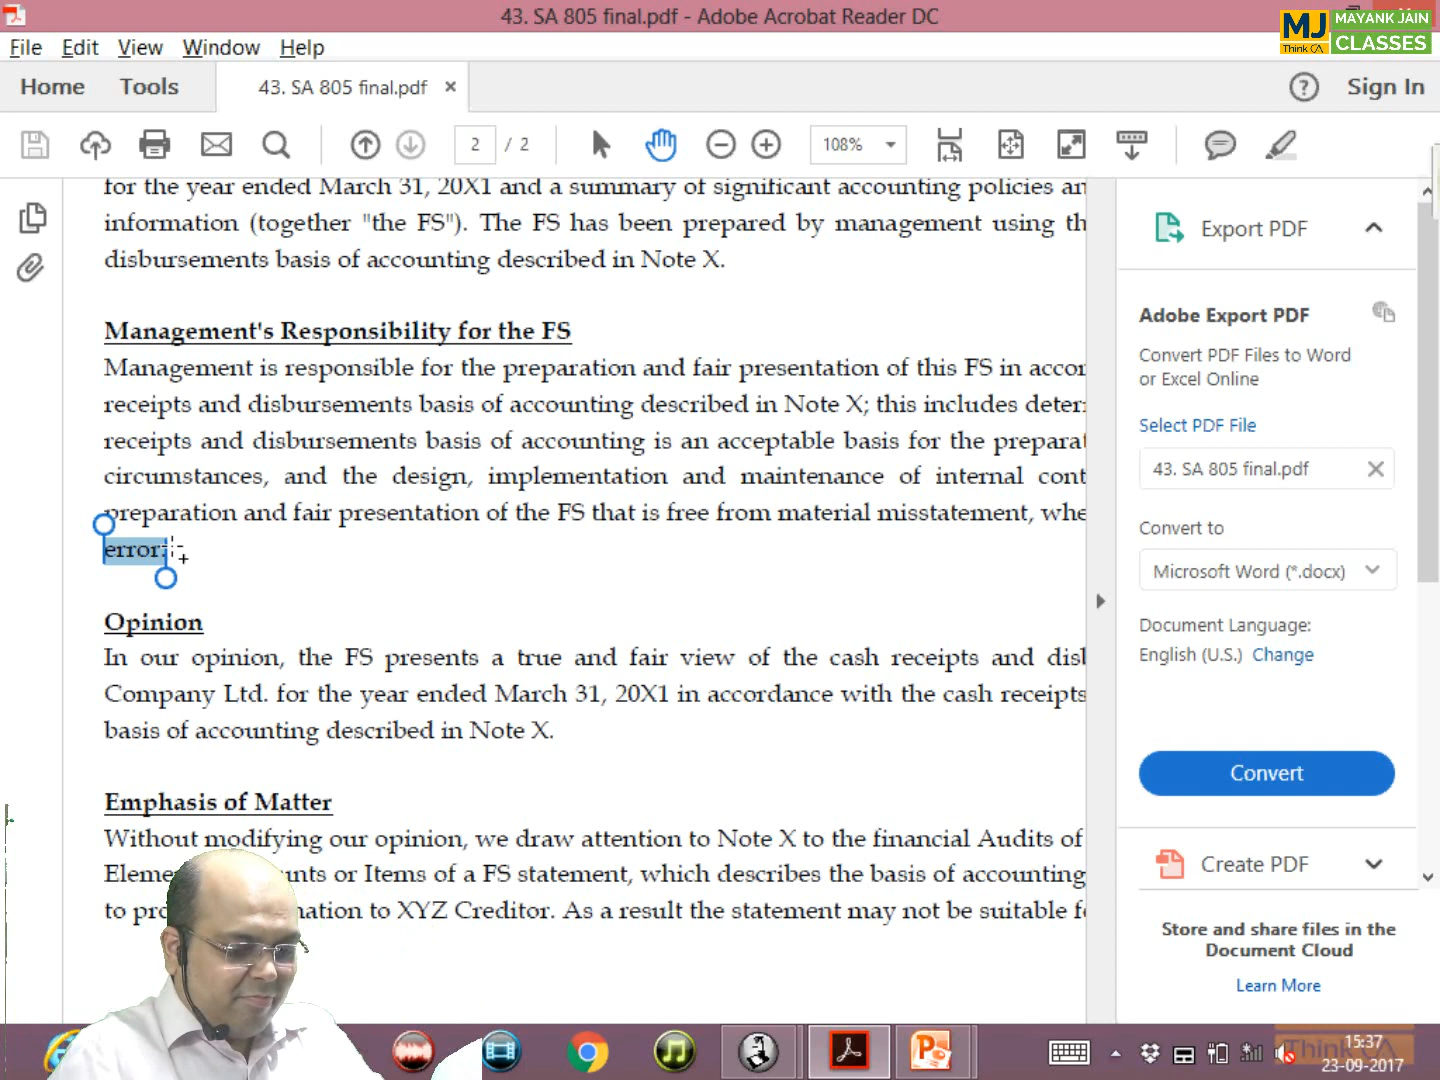 43. SA 805 final.pdf - Adobe Acrobat Reader DC
MJ
Think CA
MAYANK JAIN
CLASSES
File Edit View Window Help
Home Tools 43. SA 805 final.pdf × ? Sign In
2 / 2 108%
for the year ended March 31, 20X1 and a summary of significant accounting policies an
information (together "the FS"). The FS has been prepared by management using th
disbursements basis of accounting described in Note X.
Management's Responsibility for the FS
Management is responsible for the preparation and fair presentation of this FS in accor
receipts and disbursements basis of accounting described in Note X; this includes deter
receipts and disbursements basis of accounting is an acceptable basis for the preparat
circumstances, and the design, implementation and maintenance of internal cont
preparation and fair presentation of the FS that is free from material misstatement, whe
error.
Opinion
In our opinion, the FS presents a true and fair view of the cash receipts and disb
Company Ltd. for the year ended March 31, 20X1 in accordance with the cash receipts
basis of accounting described in Note X.
Emphasis of Matter
Without modifying our opinion, we draw attention to Note X to the financial Audits of
Eleme unts or Items of a FS statement, which describes the basis of accounting
to pro nation to XYZ Creditor. As a result the statement may not be suitable f
Export PDF
Adobe Export PDF
Convert PDF Files to Word
or Excel Online
Select PDF File
43. SA 805 final.pdf
Convert to
Microsoft Word (*.docx)
Document Language:
English (U.S.) Change
Convert
Create PDF
Store and share files in the
Document Cloud
Learn More
Think CA
15:37
23-09-2017